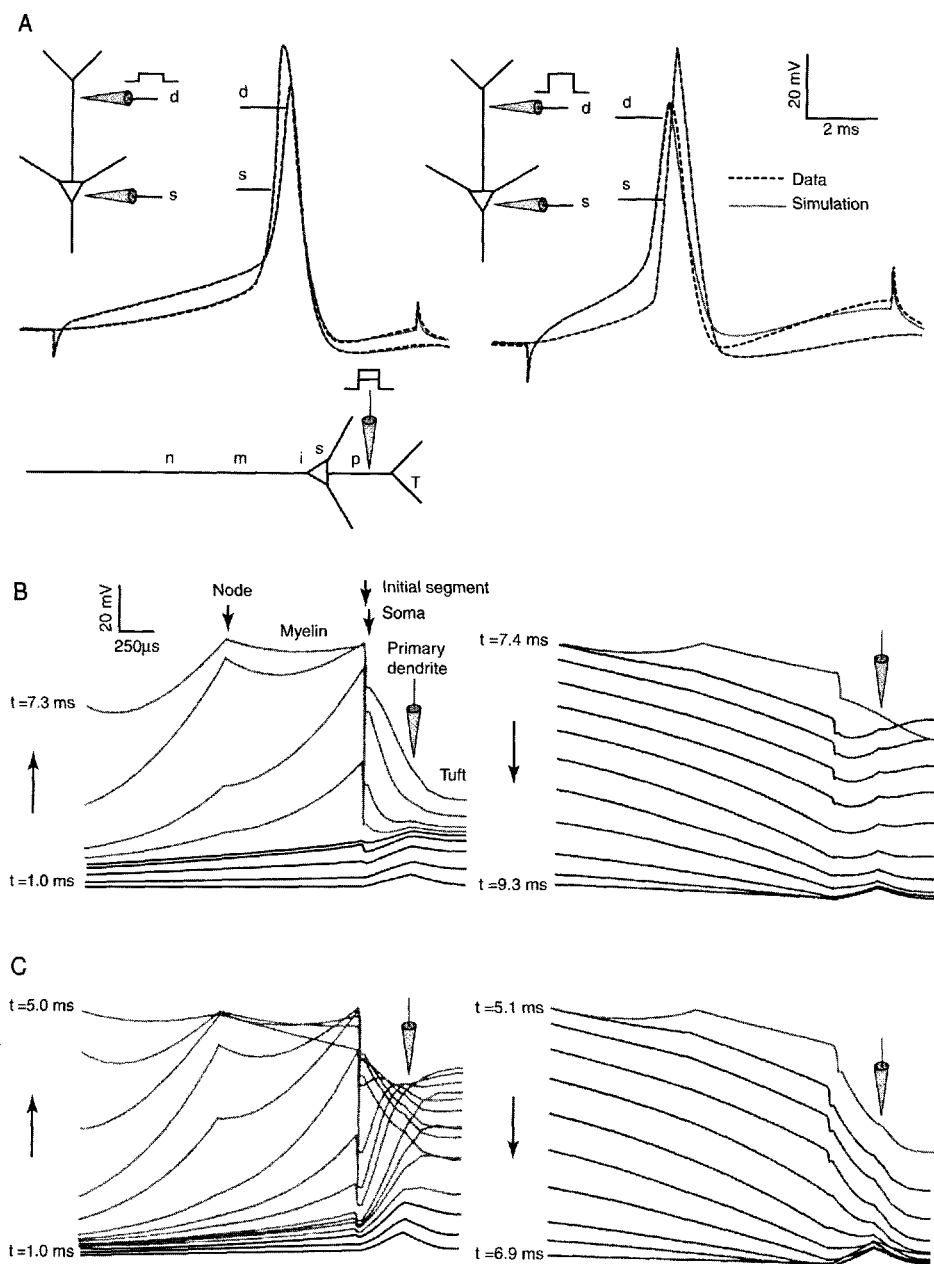 A
d
s
d
s
d
s
d
s
20 mV
2 ms
Data
Simulation
n
m
i
s
p
T
B
20 mV
250µs
Node
Myelin
Initial segment
Soma
Primary
dendrite
Tuft
t =7.3 ms
t =1.0 ms
t =7.4 ms
t =9.3 ms
C
t =5.0 ms
t =1.0 ms
t =5.1 ms
t =6.9 ms